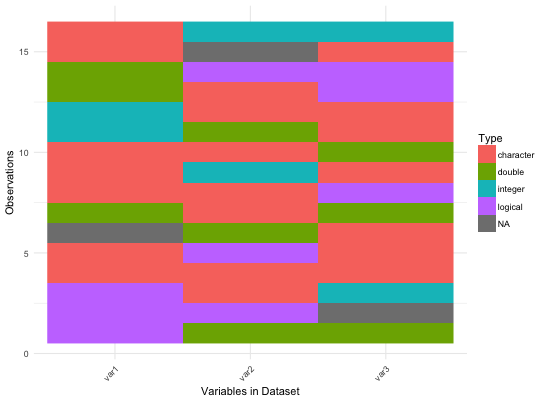 Observations
15
10
5
0
var1
var2
var3
Variables in Dataset
Type
character
double
integer
logical
NA